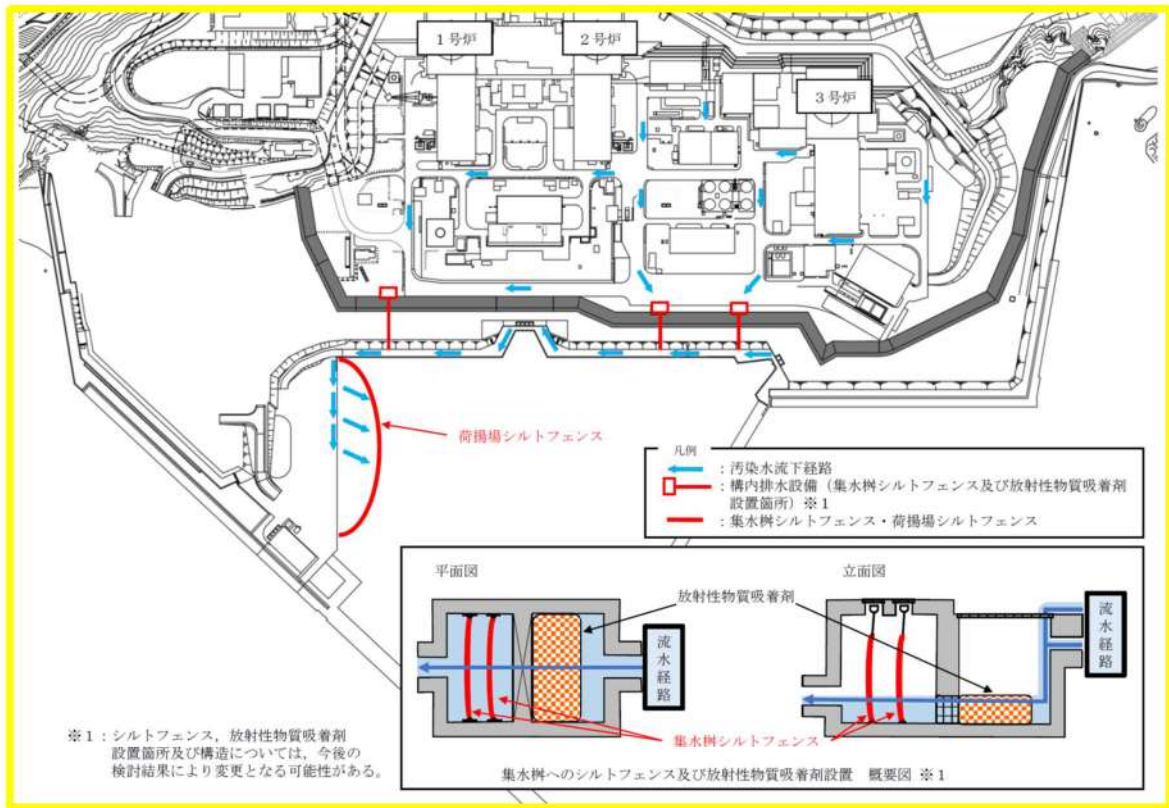 1号炉
2号炉
3号炉
荷揚場シルトフェンス
凡例
:汚染水流下経路
:構内排水設備(集水桝シルトフェンス及び放射性物質吸着剤
設置箇所)※1
:集水桝シルトフェンス・荷揚場シルトフェンス
平面図
立面図
放射性物質吸着剤
流水経路
流水経路
集水桝シルトフェンス
集水桝へのシルトフェンス及び放射性物質吸着剤設置 概要図 ※1
※1:シルトフェンス,放射性物質吸着剤
設置箇所及び構造については,今後の
検討結果により変更となる可能性がある。